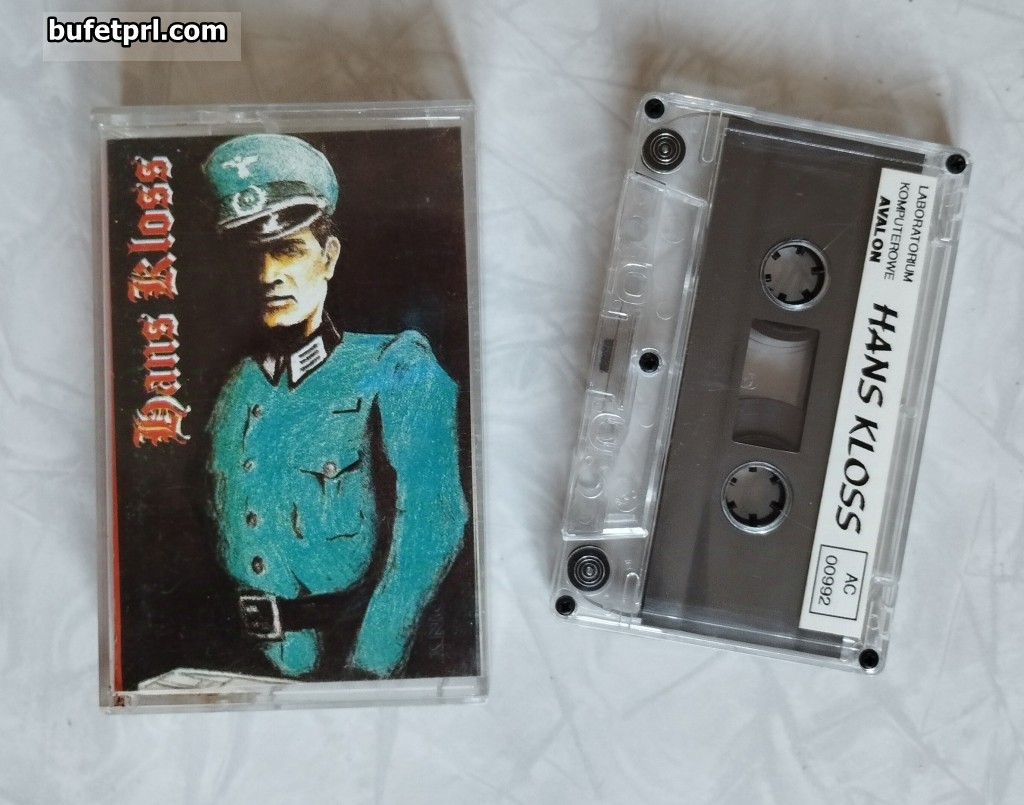 bufetprl.com
Hans Kloss
LABORATORIUM
KOMPUTEROWE
AVALON
HANS KLOSS
AC
00992